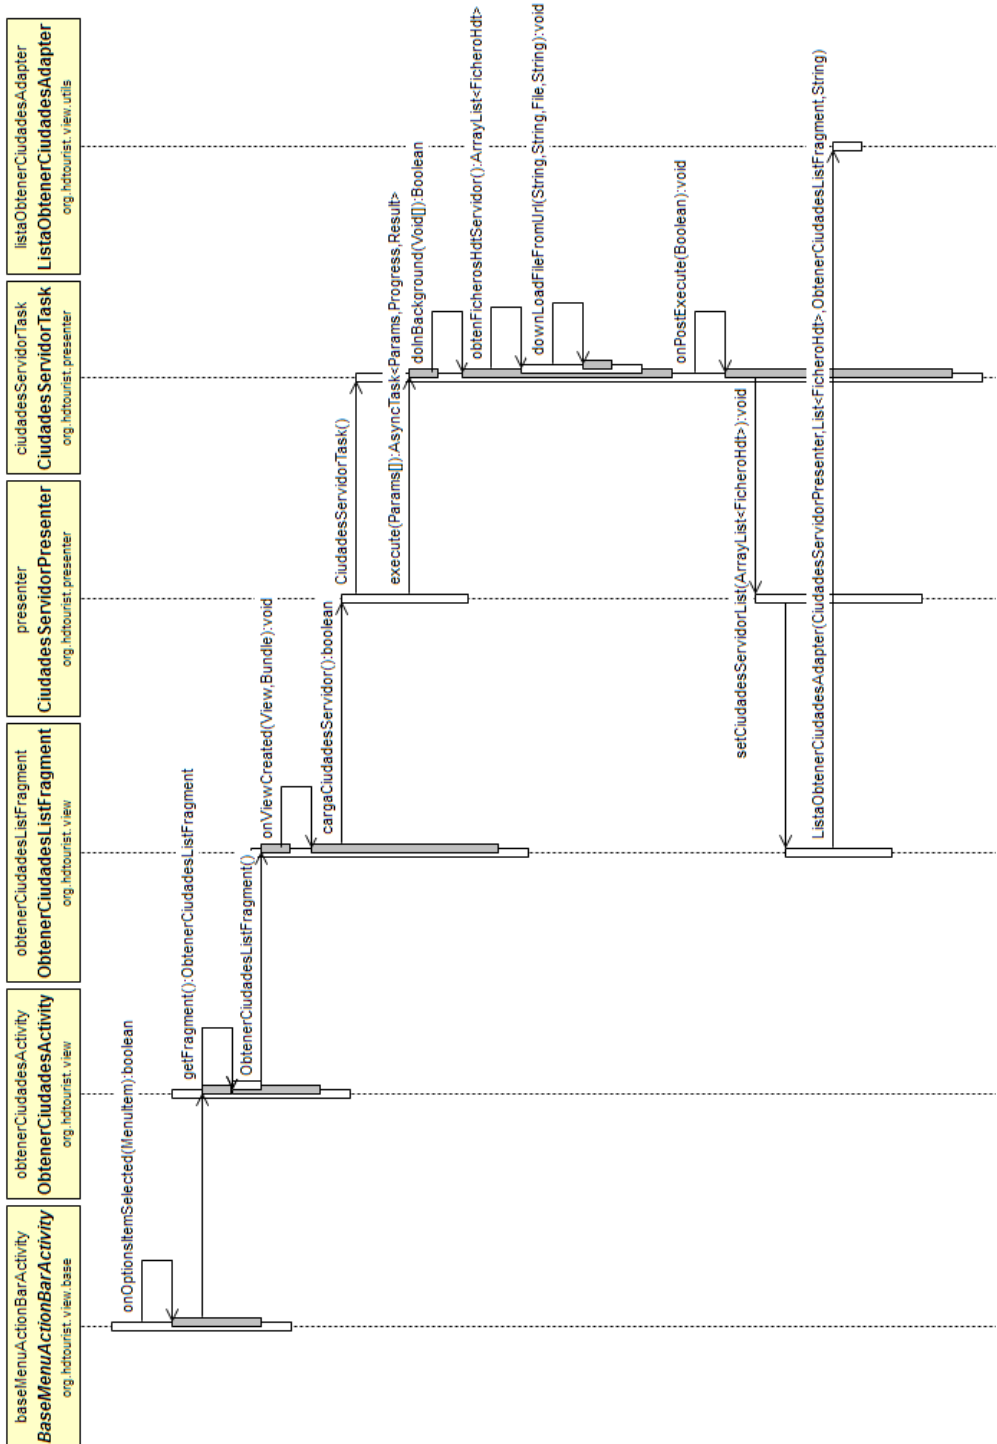 baseMenuActionBarActivity
BaseMenuActionBarActivity
org.hdtourist.view.base
obtenerCiudadesActivity
ObtenerCiudadesActivity
org.hdtourist.view
obtenerCiudadesListFragment
ObtenerCiudadesListFragment
org.hdtourist.view
presenter
CiudadesServidorPresenter
org.hdtourist.presenter
ciudadesServidorTask
CiudadesServidorTask
org.hdtourist.presenter
listaObtenerCiudadesAdapter
ListaObtenerCiudadesAdapter
org.hdtourist.view.utils
onOptionsItemSelected(MenuItem):boolean
getFragment():ObtenerCiudadesListFragment
ObtenerCiudadesListFragment()
onViewCreated(View,Bundle):void
cargaCiudadesServidor():boolean
CiudadesServidorTask()
execute(Params[]):AsyncTask<Params,Progress,Result>
doInBackground(Void[]):Boolean
obtenFicherosHdtServidor():ArrayList<FicheroHdt>
downLoadFileFromUrl(String,String,File,String):void
onPostExecute(Boolean):void
setCiudadesServidorList(ArrayList<FicheroHdt>):void
ListaObtenerCiudadesAdapter(CiudadesServidorPresenter,List<FicheroHdt>,ObtenerCiudadesListFragment,String)